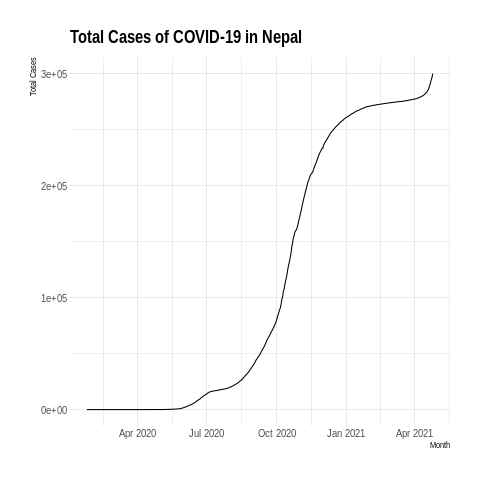 Total Cases of COVID-19 in Nepal
Total Cases
3e+05
2e+05
1e+05
0e+00
Apr 2020 Jul 2020 Oct 2020 Jan 2021 Apr 2021
Month